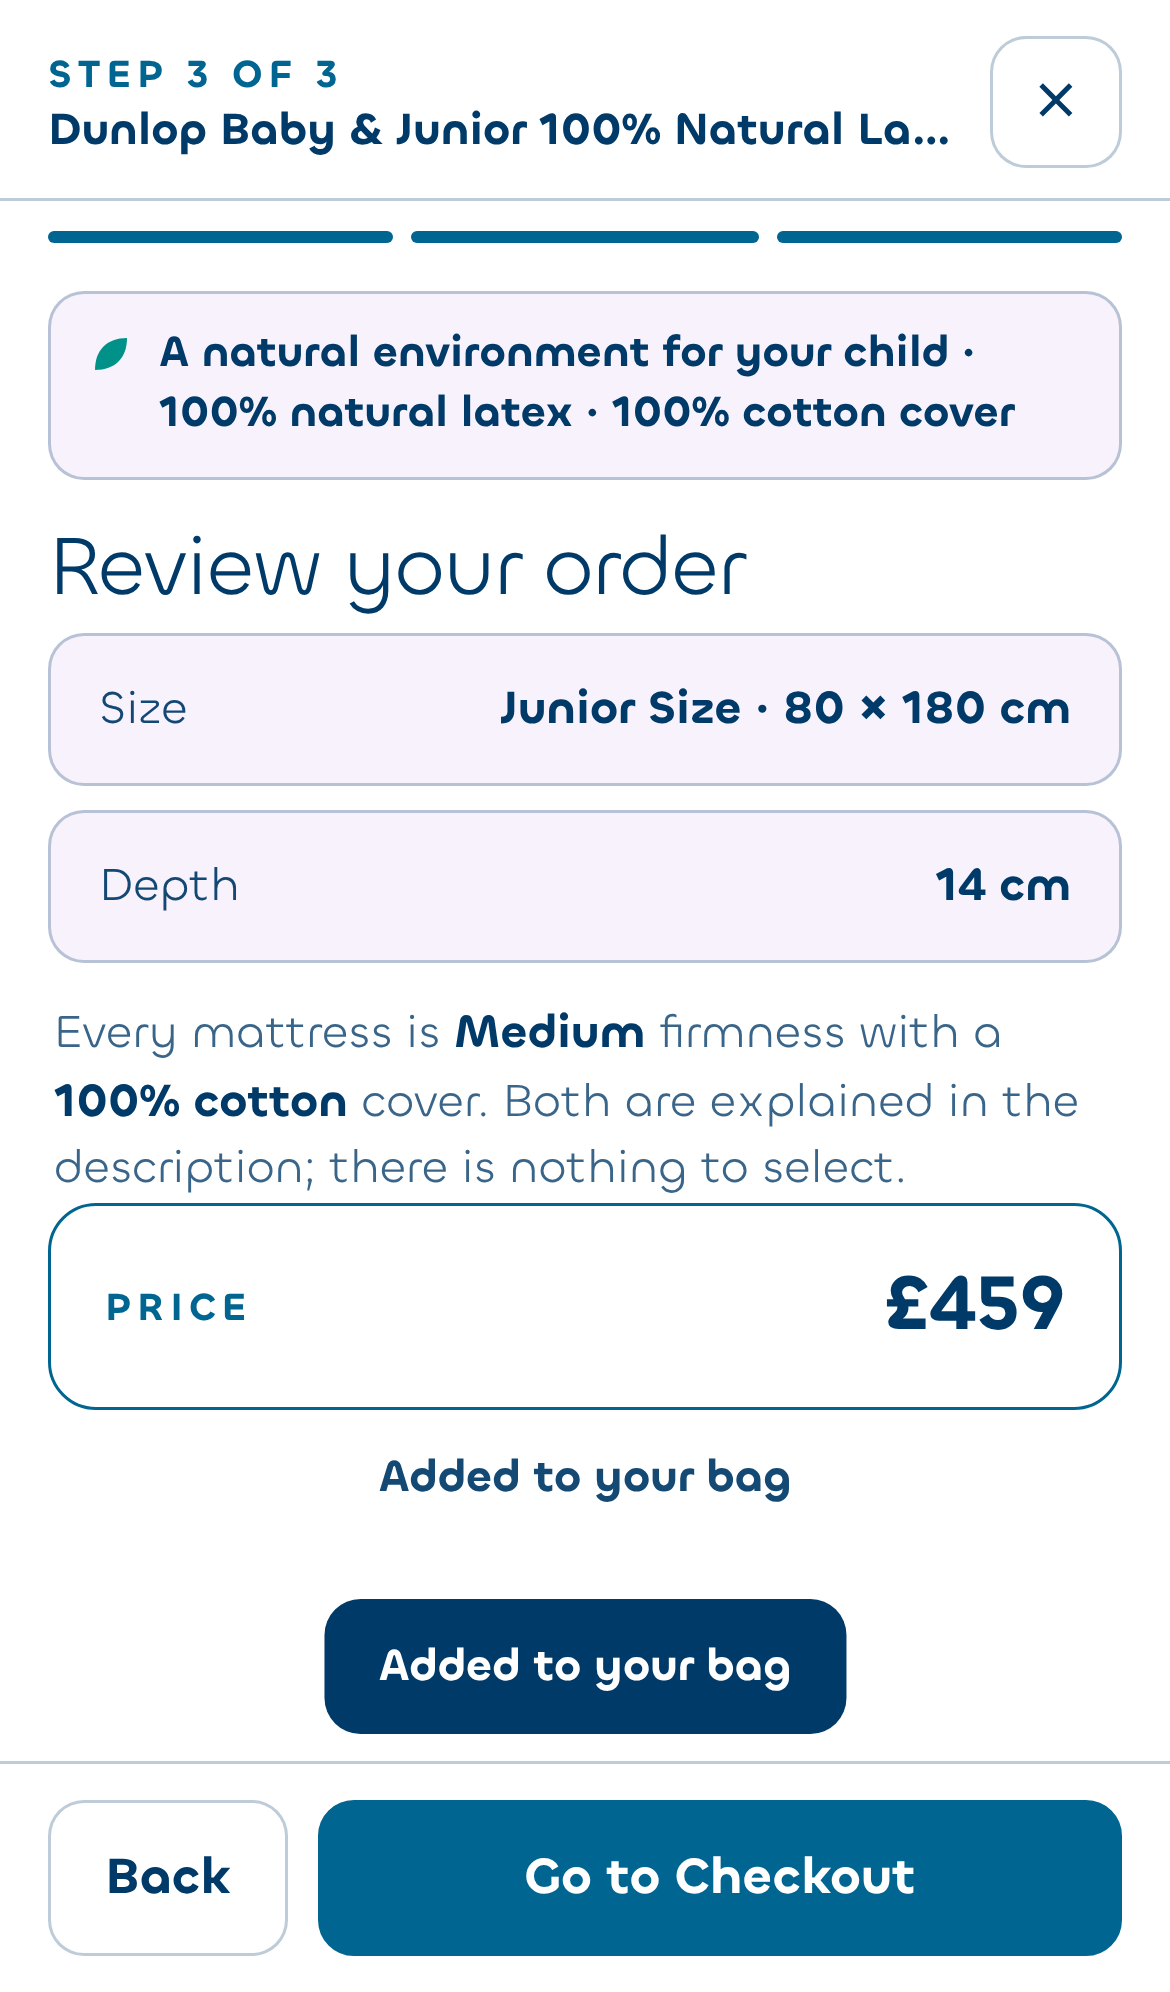 STEP 3 OF 3
Dunlop Baby & Junior 100% Natural La...
A natural environment for your child ·
100% natural latex · 100% cotton cover
Review your order
Size Junior Size · 80 × 180 cm
Depth 14 cm
Every mattress is Medium firmness with a
100% cotton cover. Both are explained in the
description; there is nothing to select.
PRICE £459
Added to your bag
Added to your bag
Back Go to Checkout